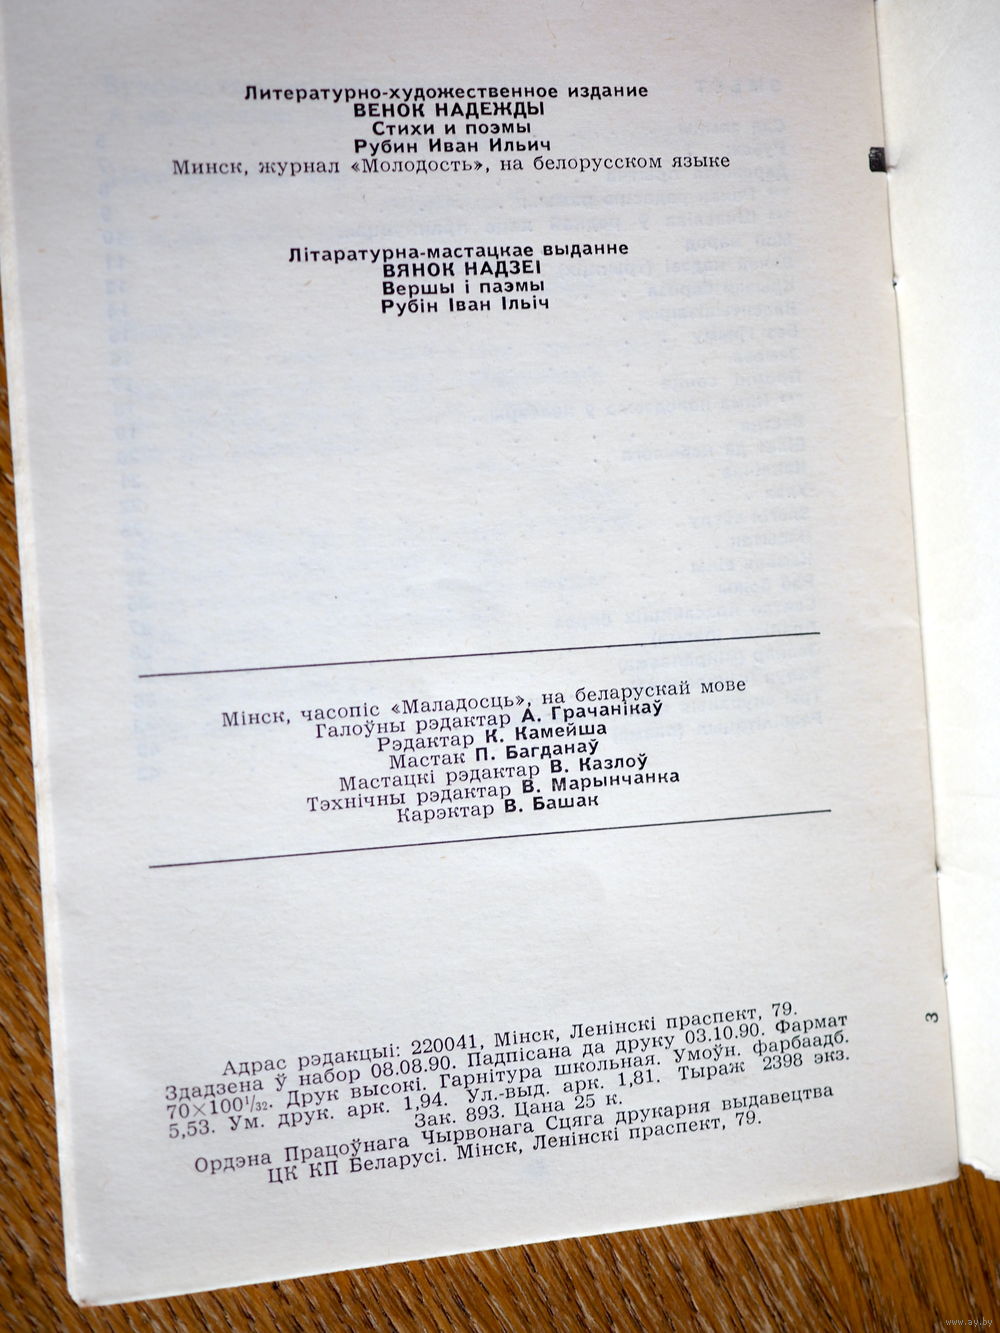 Литературно-художественное издание
ВЕНОК НАДЕЖДЫ
Стихи и поэмы
Рубин Иван Ильич
Минск, журнал «Молодость», на белорусском языке
Літаратурна-мастацкае выданне
ВЯНОК НАДЗЕІ
Вершы і паэмы
Рубін Іван Ільіч
Мінск, часопіс «Маладосць», на беларускай мове
Галоўны рэдактар А. Грачанікаў
Рэдактар К. Камейша
Мастак П. Багданаў
Мастацкі рэдактар В. Казлоў
Тэхнічны рэдактар В. Марынчанка
Карэктар В. Башак
Адрас рэдакцыі: 220041, Мінск, Ленінскі праспект, 79.
Здадзена ў набор 08.08.90. Падпісана да друку 03.10.90. Фармат
70×100¹/₃₂. Друк высокі. Гарнітура школьная. Умоўн. фарбаадб.
5,53. Ум. друк. арк. 1,94. Ул.-выд. арк. 1,81. Тыраж 2398 экз.
Зак. 893. Цана 25 к.
Ордэна Працоўнага Чырвонага Сцяга друкарня выдавецтва
ЦК КП Беларусі. Мінск, Ленінскі праспект, 79.
З
www.ay.by